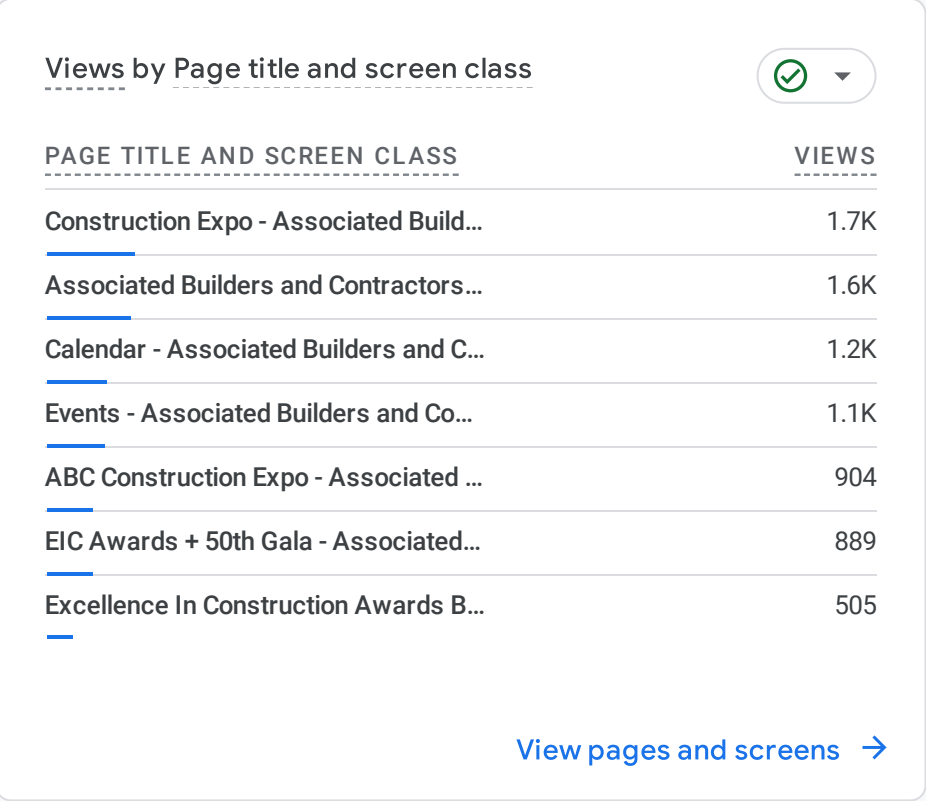 Views by Page title and screen class
PAGE TITLE AND SCREEN CLASS VIEWS
Construction Expo - Associated Build... 1.7K
Associated Builders and Contractors... 1.6K
Calendar - Associated Builders and C... 1.2K
Events - Associated Builders and Co... 1.1K
ABC Construction Expo - Associated ... 904
EIC Awards + 50th Gala - Associated... 889
Excellence In Construction Awards B... 505
View pages and screens